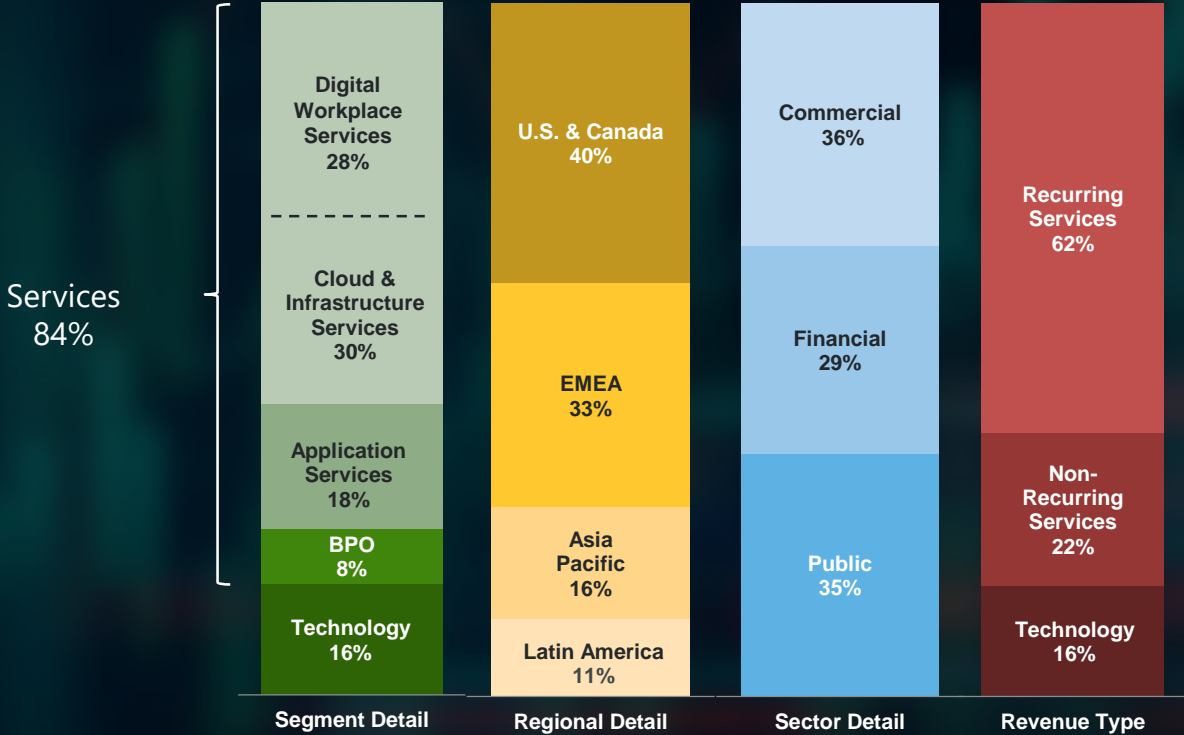 Services
84%
Digital
Workplace
Services
28%
Cloud &
Infrastructure
Services
30%
Application
Services
18%
BPO
8%
Technology
16%
Segment Detail
U.S. & Canada
40%
EMEA
33%
Asia
Pacific
16%
Latin America
11%
Regional Detail
Commercial
36%
Financial
29%
Public
35%
Sector Detail
Recurring
Services
62%
Non-
Recurring
Services
22%
Technology
16%
Revenue Type